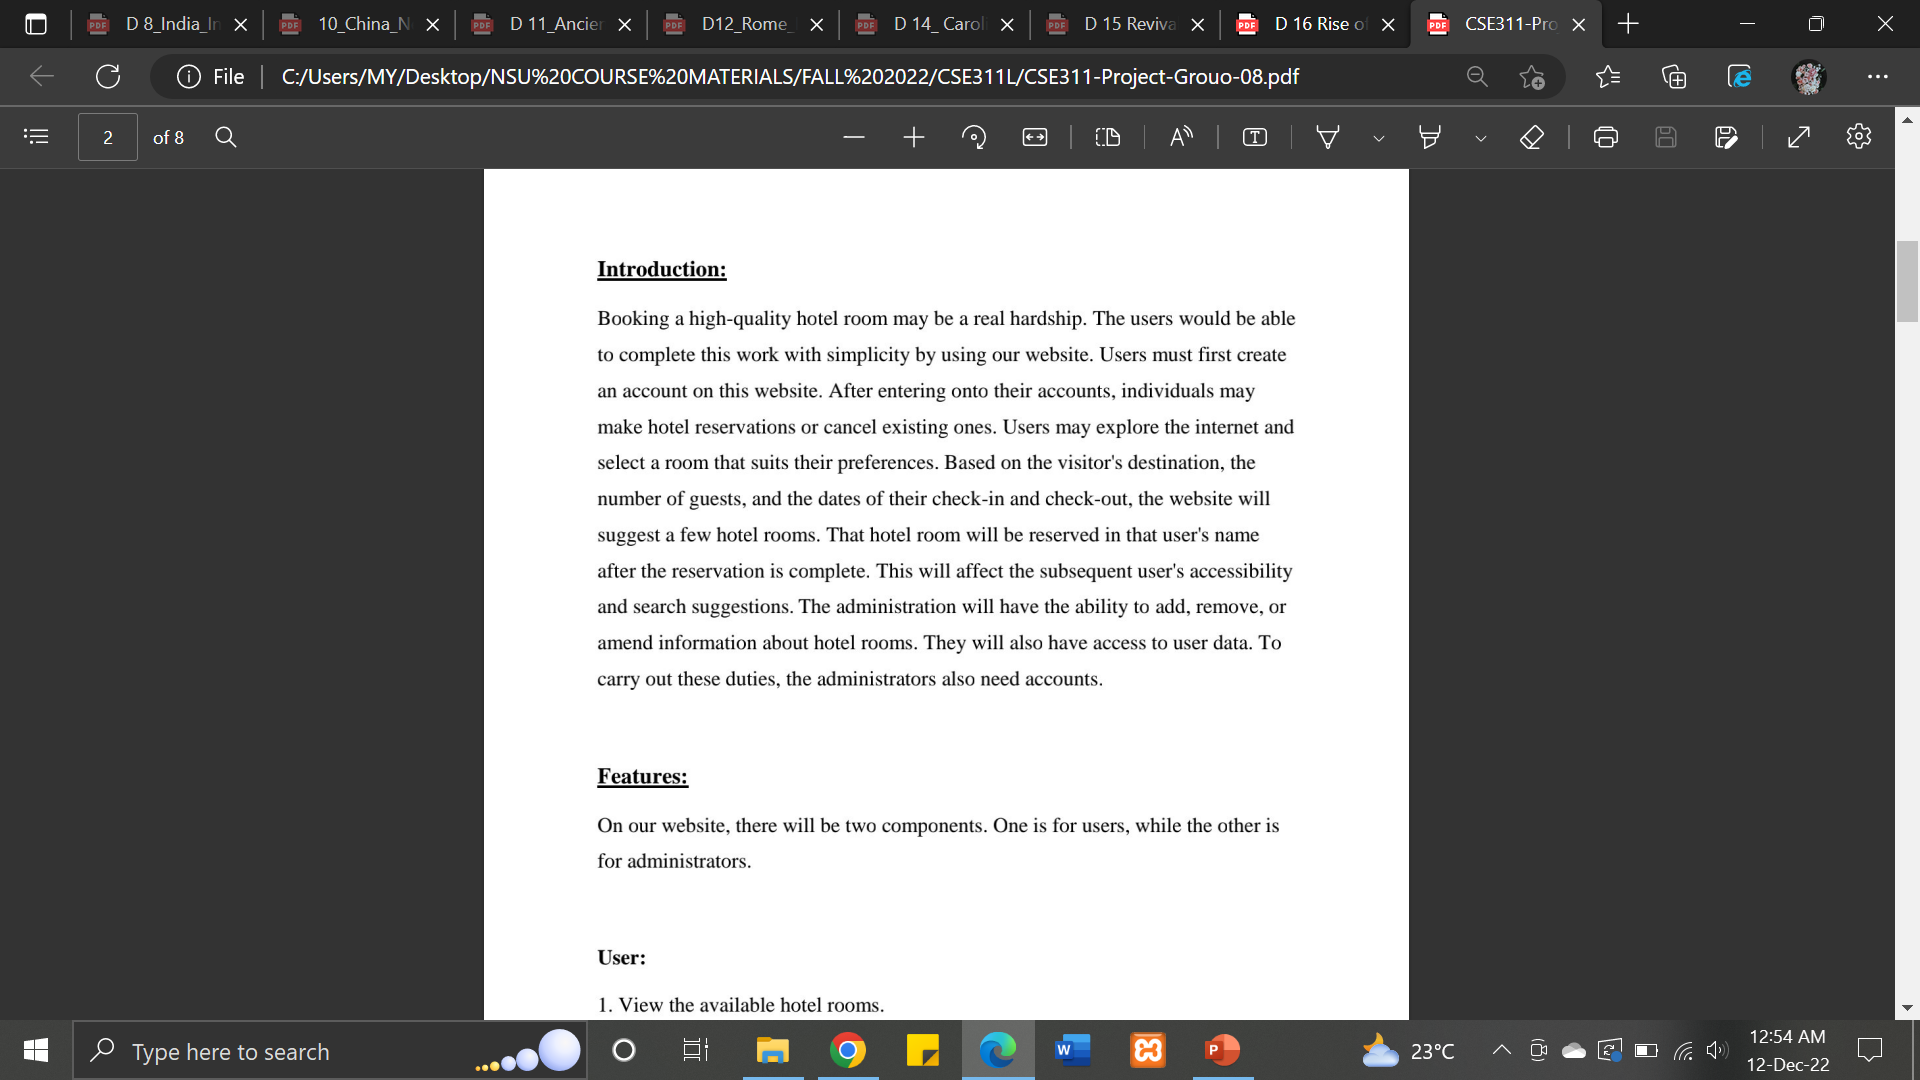 D 8_India_In
10_China_N
D 11_Ancien
D12_Rome_
D 14_ Caroli
D 15 Reviva
D 16 Rise of
CSE311-Pro
File
C:/Users/MY/Desktop/NSU%20COURSE%20MATERIALS/FALL%202022/CSE311L/CSE311-Project-Grouo-08.pdf
2 of 8
Introduction:
Booking a high-quality hotel room may be a real hardship. The users would be able
to complete this work with simplicity by using our website. Users must first create
an account on this website. After entering onto their accounts, individuals may
make hotel reservations or cancel existing ones. Users may explore the internet and
select a room that suits their preferences. Based on the visitor's destination, the
number of guests, and the dates of their check-in and check-out, the website will
suggest a few hotel rooms. That hotel room will be reserved in that user's name
after the reservation is complete. This will affect the subsequent user's accessibility
and search suggestions. The administration will have the ability to add, remove, or
amend information about hotel rooms. They will also have access to user data. To
carry out these duties, the administrators also need accounts.
Features:
On our website, there will be two components. One is for users, while the other is
for administrators.
User:
1. View the available hotel rooms.
Type here to search
23°C
12:54 AM
12-Dec-22